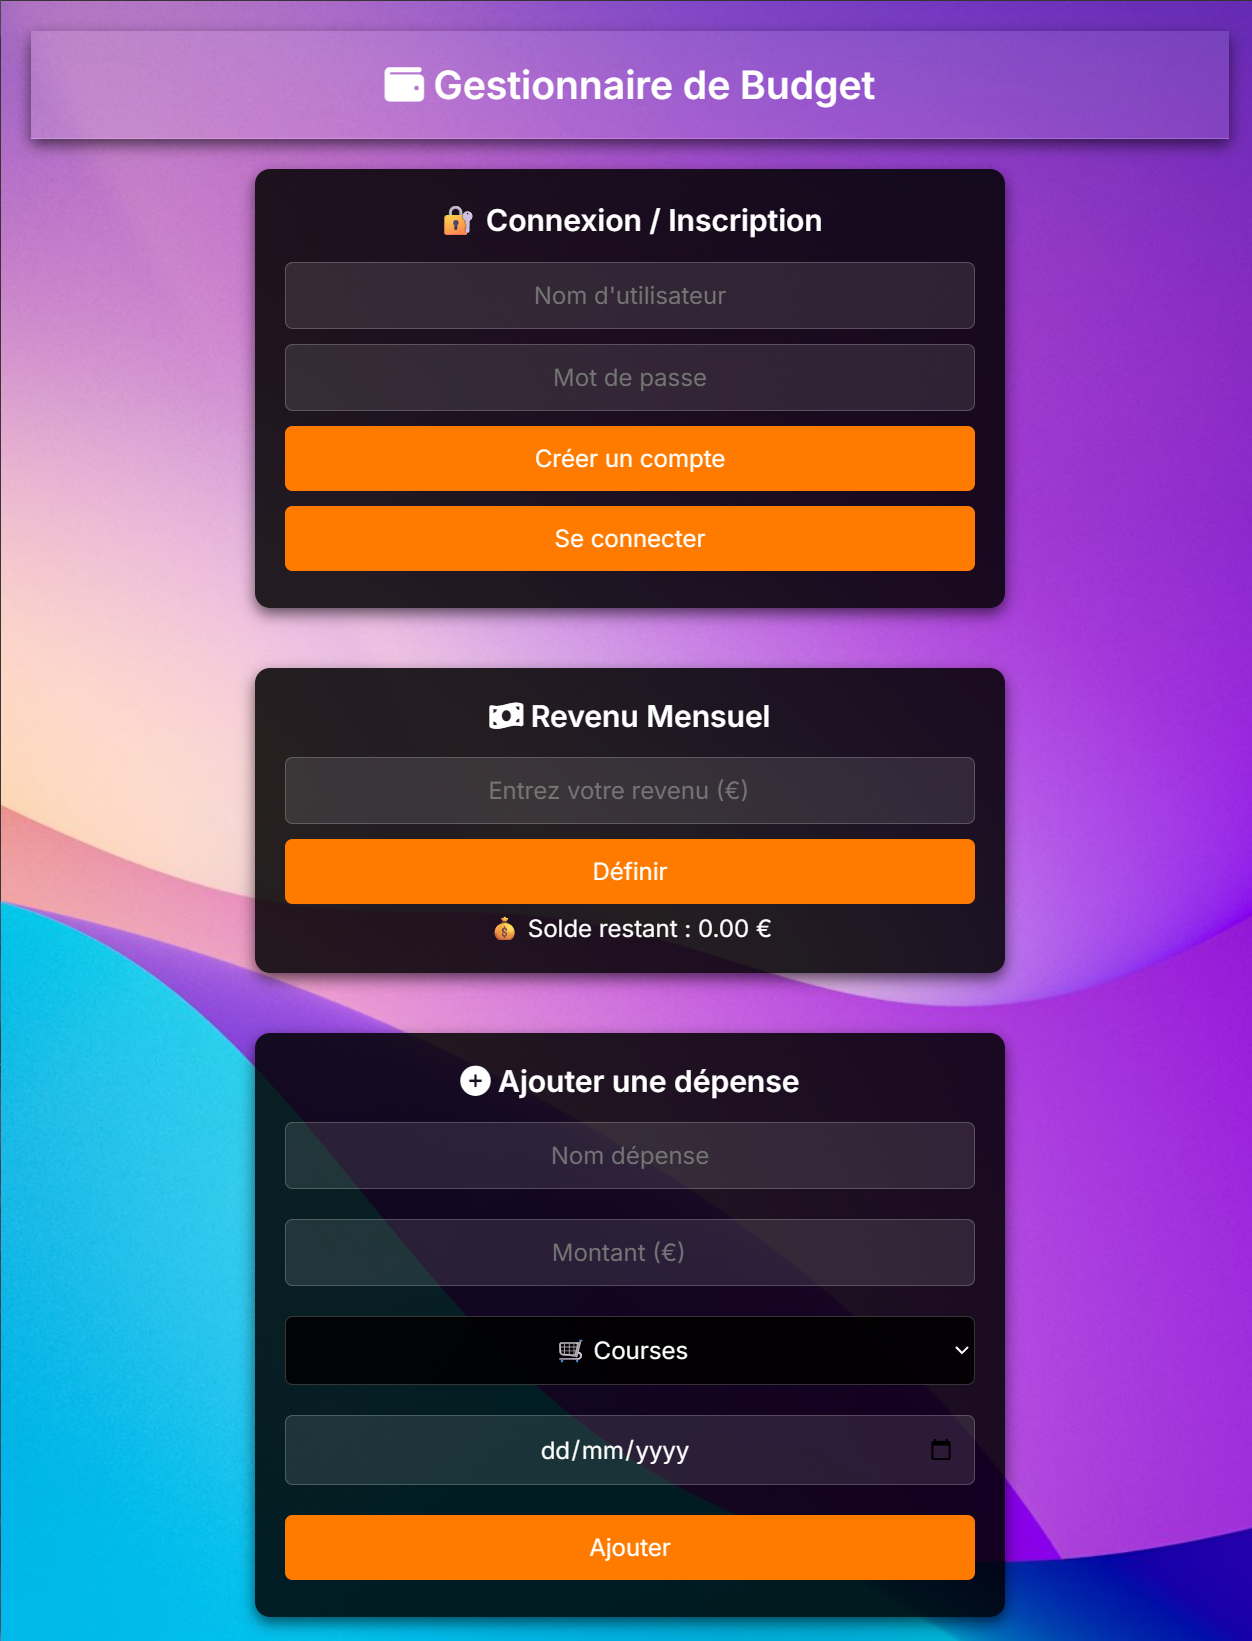 Gestionnaire de Budget
Connexion / Inscription
Nom d'utilisateur
Mot de passe
Créer un compte
Se connecter
Revenu Mensuel
Entrez votre revenu (€)
Définir
Solde restant : 0.00 €
Ajouter une dépense
Nom dépense
Montant (€)
Courses
dd/mm/yyyy
Ajouter